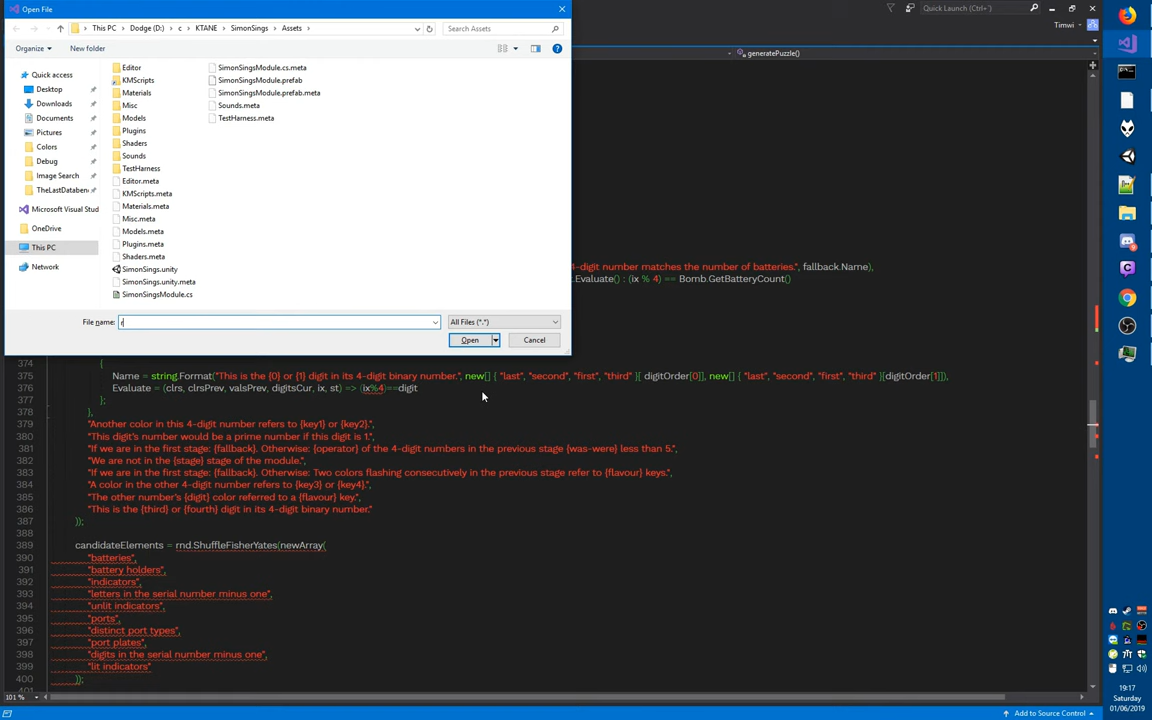 Open File
Quick Launch (Ctrl+')
This PC
Dodge (D:)
c
KTANE
SimonSings
Assets
Search Assets
Timwi
Organize
New folder
generatePuzzle()
Quick access
Desktop
Downloads
Documents
Pictures
Colors
Debug
Image Search
TheLastDataben
Microsoft Visual Stud
OneDrive
This PC
Network
Editor
KMScripts
Materials
Misc
Models
Plugins
Shaders
Sounds
TestHarness
Editor.meta
KMScripts.meta
Materials.meta
Misc.meta
Models.meta
Plugins.meta
Shaders.meta
SimonSings.unity
SimonSings.unity.meta
SimonSingsModule.cs
SimonSingsModule.cs.meta
SimonSingsModule.prefab
SimonSingsModule.prefab.meta
Sounds.meta
TestHarness.meta
4-digit number matches the number of batteries.", fallback.Name),
.Evaluate() : (ix % 4) == Bomb.GetBatteryCount()
File name:
r
All Files (*.*)
Open
Cancel
374 {
375 Name = string.Format("This is the {0} or {1} digit in its 4-digit binary number.", new[] { "last", "second", "first", "third" }[ digitOrder[0]], new[] { "last", "second", "first", "third" }[digitOrder[1]]),
376 Evaluate = (clrs, clrsPrev, valsPrev, digitsCur, ix, st) => (ix%4)==digit
377 };
378 },
379 "Another color in this 4-digit number refers to {key1} or {key2}.",
380 "This digit's number would be a prime number if this digit is 1.",
381 "If we are in the first stage: {fallback}. Otherwise: {operator} of the 4-digit numbers in the previous stage {was-were} less than 5.",
382 "We are not in the {stage} stage of the module.",
383 "If we are in the first stage: {fallback}. Otherwise: Two colors flashing consecutively in the previous stage refer to {flavour} keys.",
384 "A color in the other 4-digit number refers to {key3} or {key4}.",
385 "The other number's {digit} color referred to a {flavour} key.",
386 "This is the {third} or {fourth} digit in its 4-digit binary number."
387 ));
388
389 candidateElements = rnd.ShuffleFisherYates(newArray(
390 "batteries",
391 "battery holders",
392 "indicators",
393 "letters in the serial number minus one",
394 "unlit indicators",
395 "ports",
396 "distinct port types",
397 "port plates",
398 "digits in the serial number minus one",
399 "lit indicators"
400 ));
401
101 %
Add to Source Control
19:17
Saturday
01/06/2019